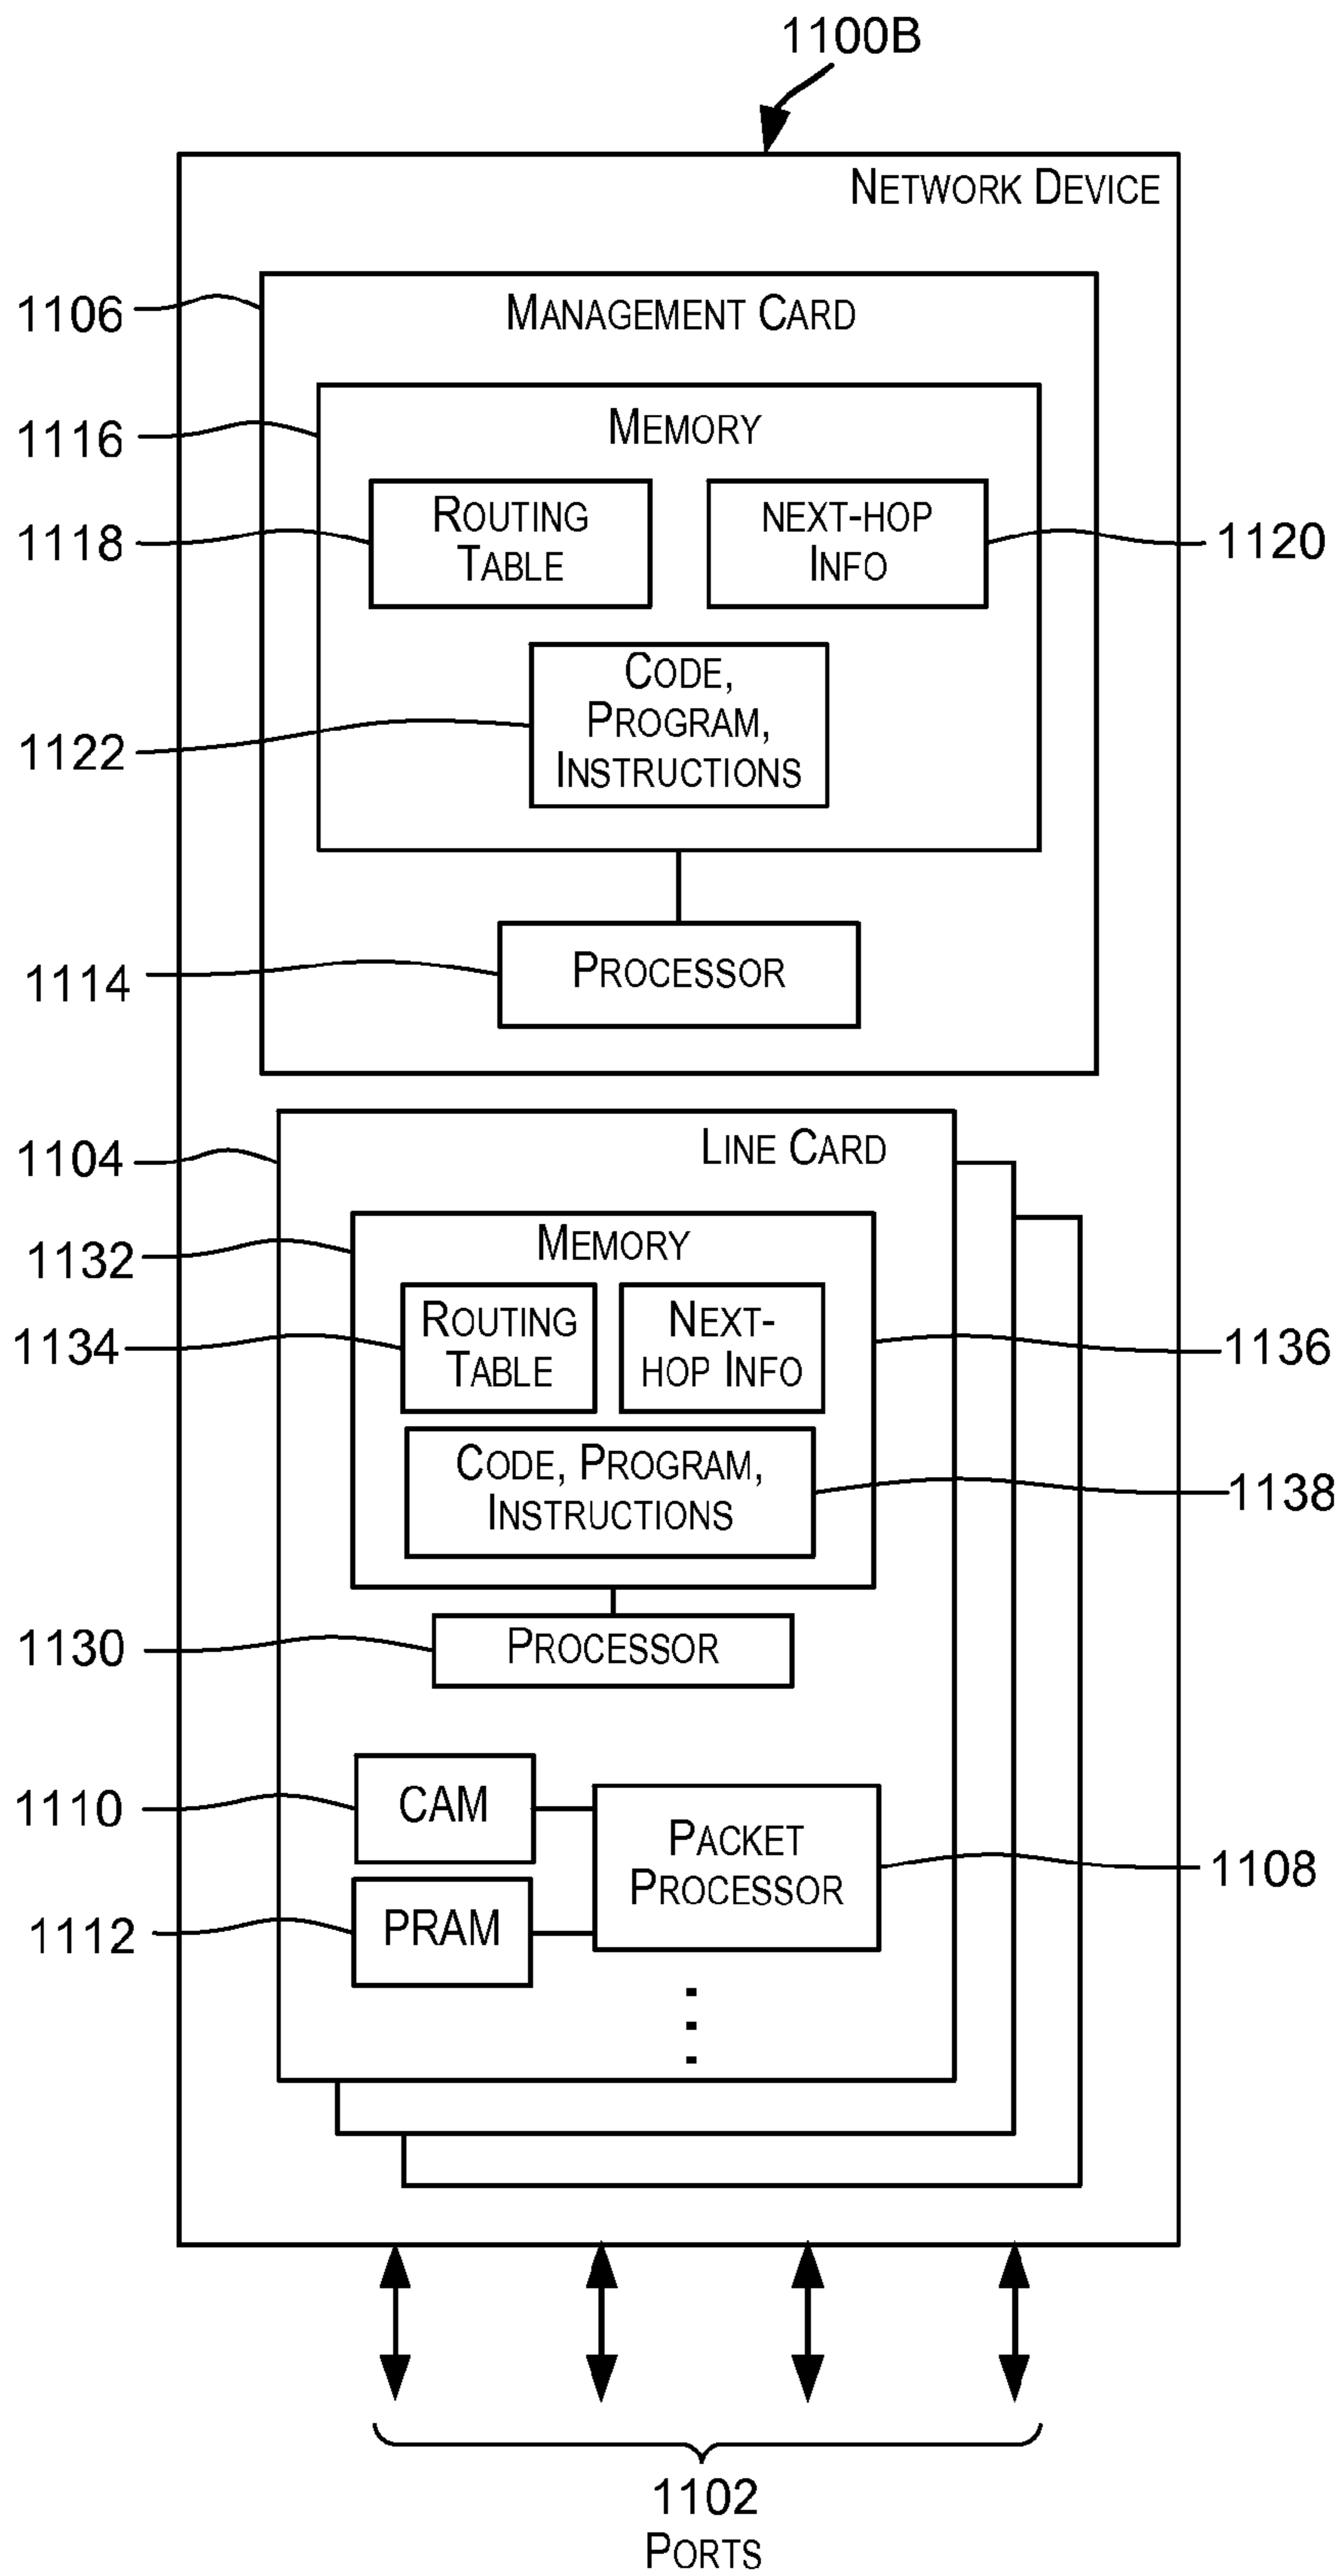 1100B
NETWORK DEVICE
1106
MANAGEMENT CARD
1116
MEMORY
1118
ROUTING
TABLE
NEXT-HOP
INFO
1120
1122
CODE,
PROGRAM,
INSTRUCTIONS
1114
PROCESSOR
1104
LINE CARD
1132
MEMORY
1134
ROUTING
TABLE
NEXT-
HOP INFO
1136
CODE, PROGRAM,
INSTRUCTIONS
1138
1130
PROCESSOR
1110
CAM
PACKET
PROCESSOR
1108
1112
PRAM
1102
PORTS